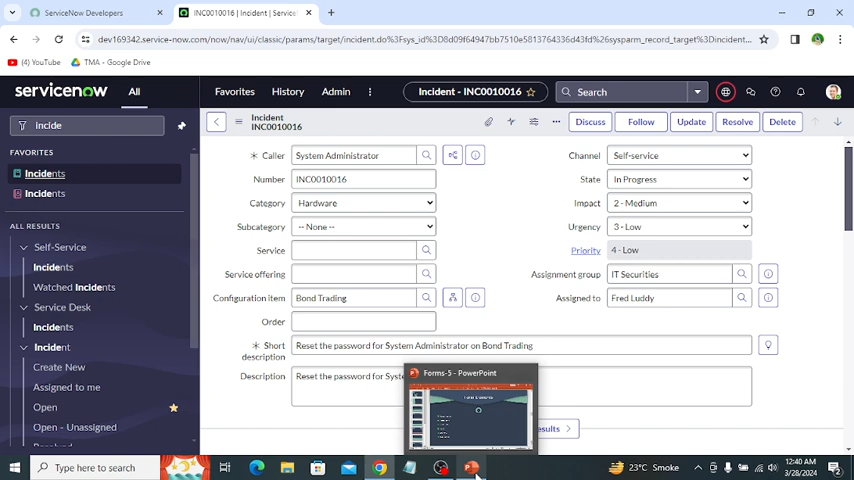 ServiceNow Developers
INC0010016 | Incident | Service
dev169342.service-now.com/now/nav/ui/classic/params/target/incident.do%3Fsys_id%3D8d09f64947bb7510e5813764336d43fd%26sysparm_record_target%3Dincident...
(4) YouTube
TMA - Google Drive
servicenow
All
Favorites
History
Admin
Incident - INC0010016
Search
Incide
FAVORITES
Incidents
Incidents
ALL RESULTS
Self-Service
Incidents
Watched Incidents
Service Desk
Incidents
Incident
Create New
Assigned to me
Open
Open - Unassigned
Resolved
Incident
INC0010016
Discuss
Follow
Update
Resolve
Delete
* Caller
System Administrator
Number
INC0010016
Category
Hardware
Subcategory
-- None --
Service
Service offering
Configuration item
Bond Trading
Order
* Short description
Reset the password for System Administrator on Bond Trading
Description
Reset the password for Syst
Channel
Self-service
State
In Progress
Impact
2 - Medium
Urgency
3 - Low
Priority
4 - Low
Assignment group
IT Securities
Assigned to
Fred Luddy
Forms-5 - PowerPoint
esults
Type here to search
23°C Smoke
12:40 AM
3/28/2024
2